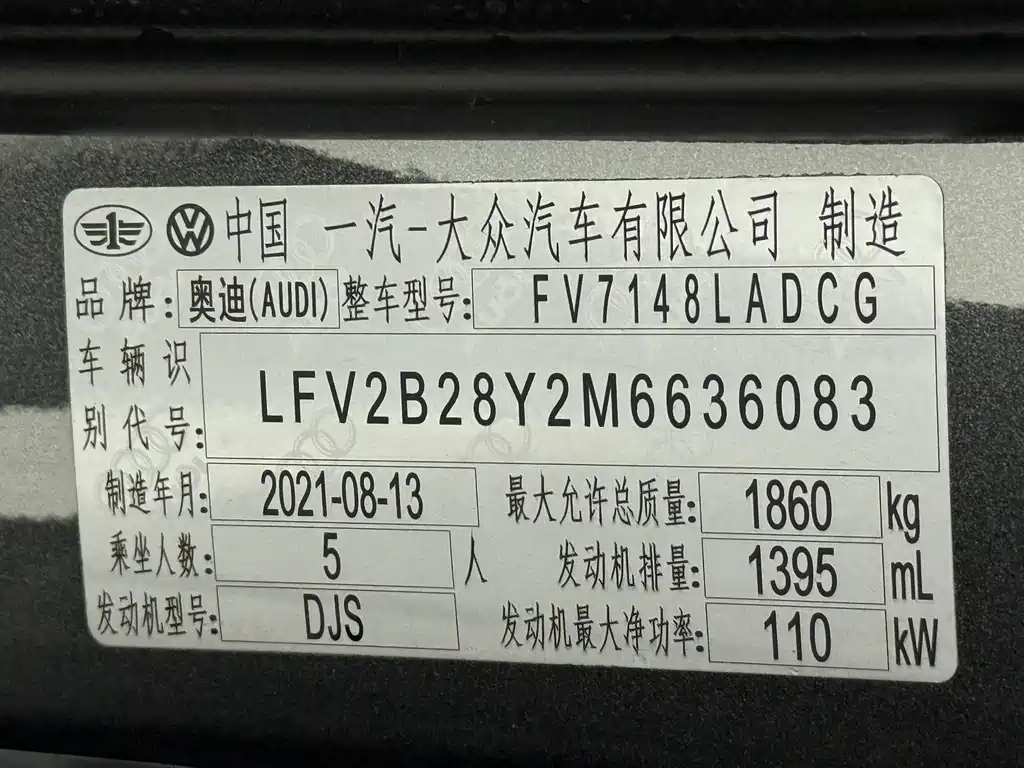 中国 一汽-大众汽车有限公司 制造
品牌: 奥迪(AUDI) 整车型号: FV7148LADCG
车辆识别代号: LFV2B28Y2M6636083
制造年月: 2021-08-13 最大允许总质量: 1860 kg
乘坐人数: 5 人 发动机排量: 1395 mL
发动机型号: DJS 发动机最大净功率: 110 kW